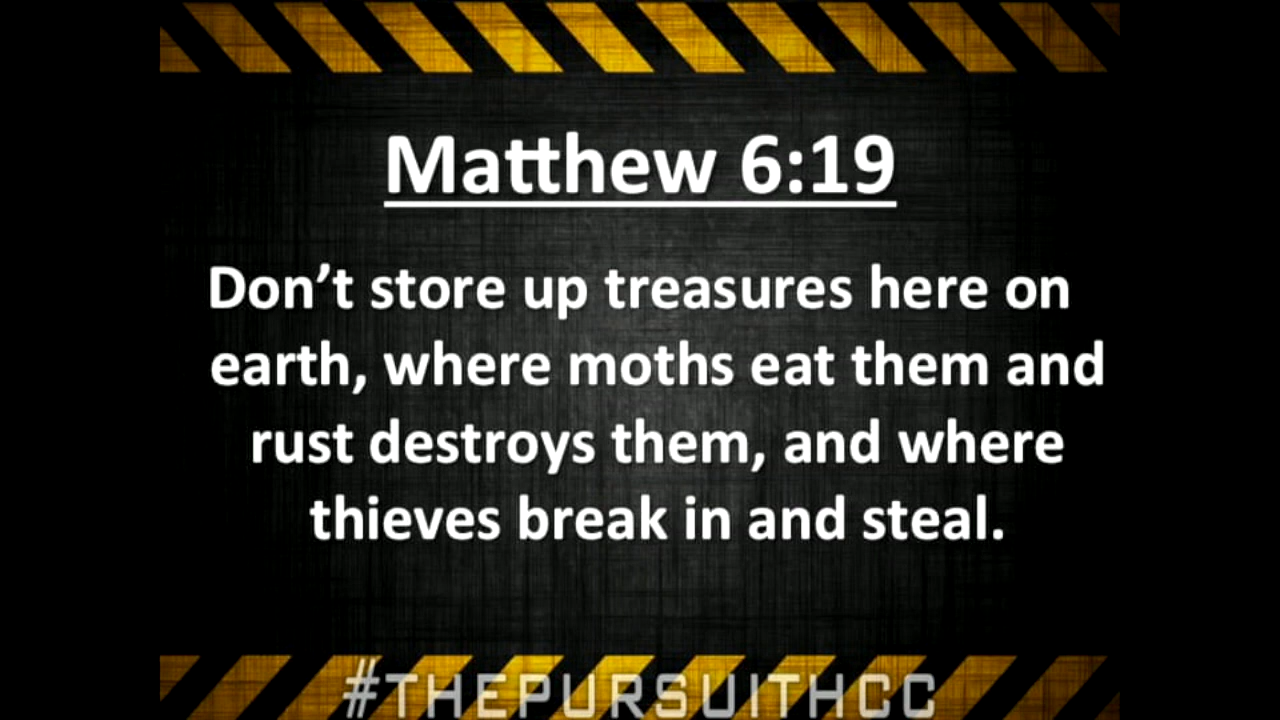 Matthew 6:19
Don’t store up treasures here on
earth, where moths eat them and
rust destroys them, and where
thieves break in and steal.
#THEPURSUITHCC